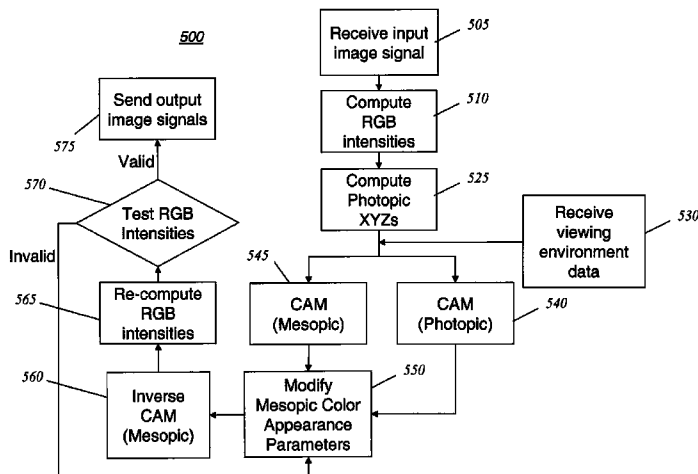 500
Receive input
image signal
505
Compute
RGB
intensities
510
Compute
Photopic
XYZs
525
Receive
viewing
environment
data
530
CAM
(Mesopic)
545
CAM
(Photopic)
540
Modify
Mesopic Color
Appearance
Parameters
550
Inverse
CAM
(Mesopic)
560
Re-compute
RGB
intensities
565
Test RGB
Intensities
570
Invalid
Valid
Send output
image signals
575